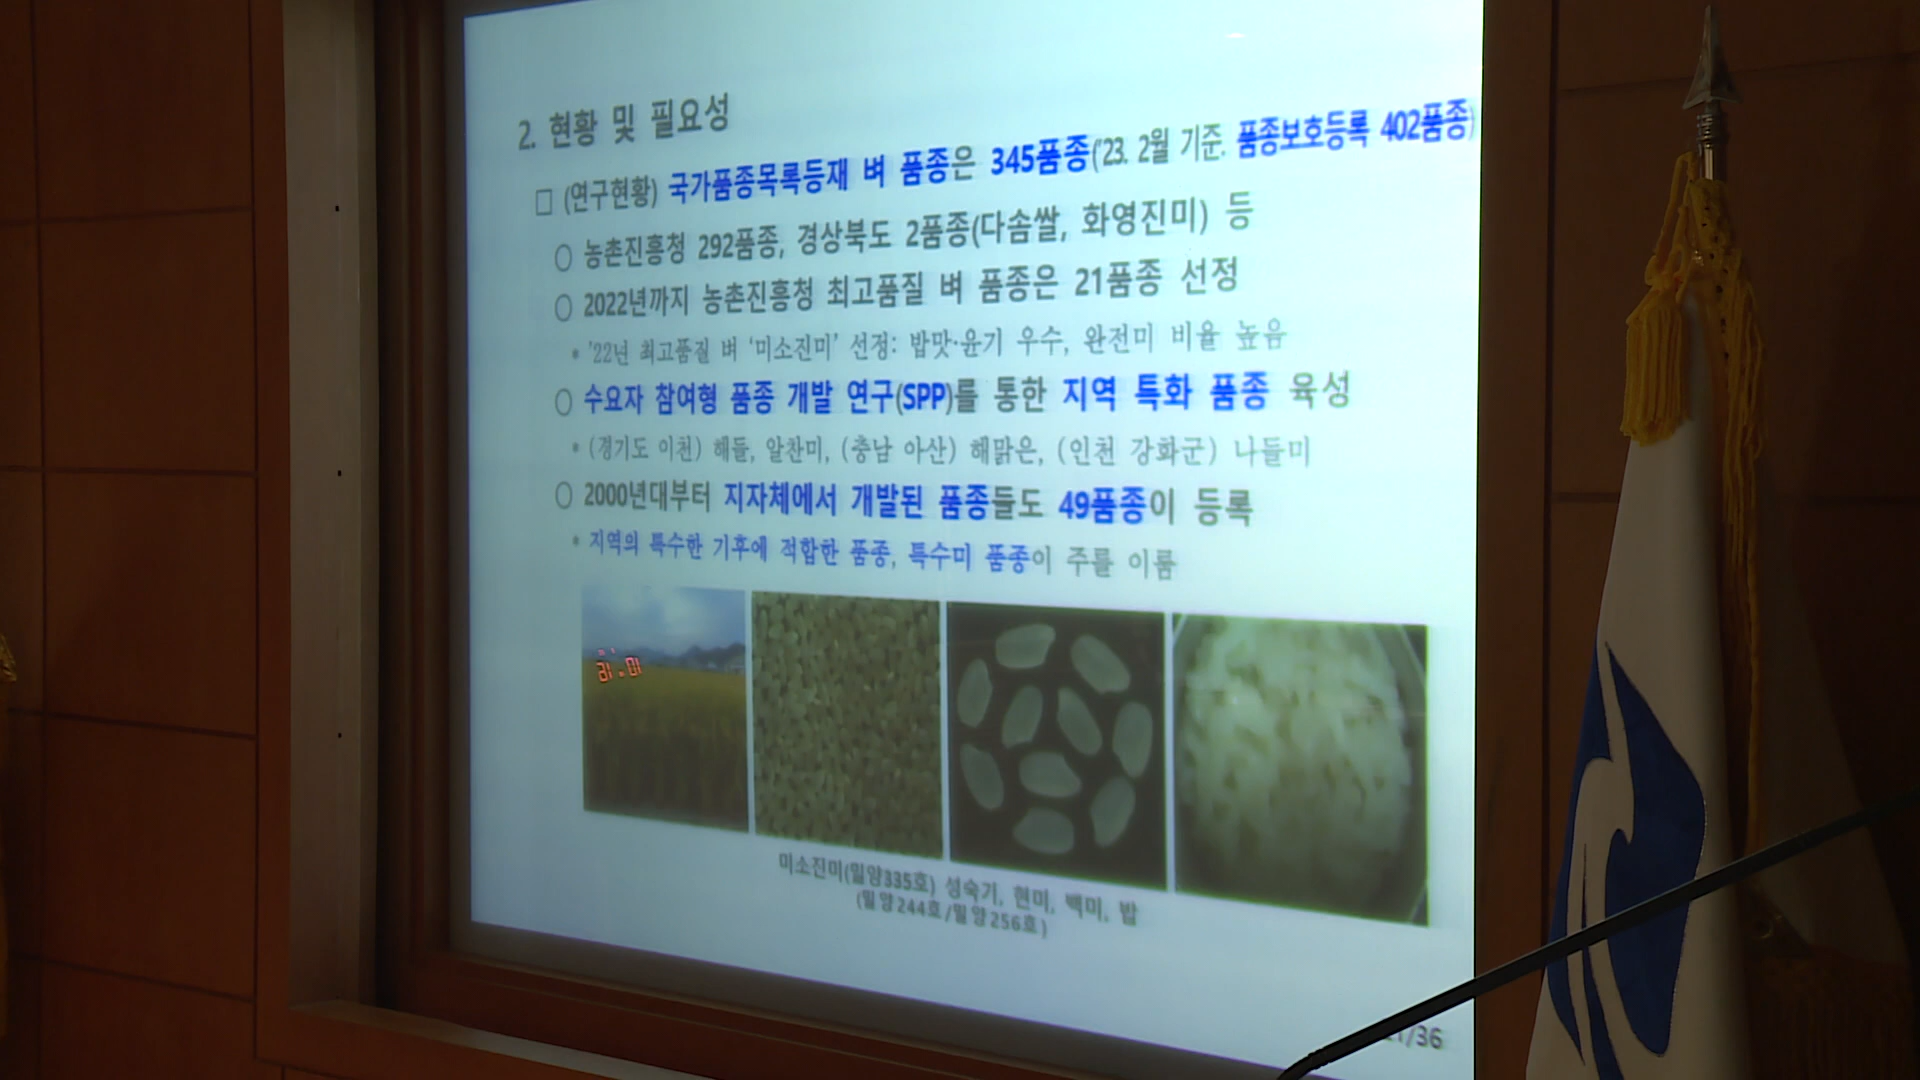 2. 현황 및 필요성
□ (연구현황) 국가품종목록등재 벼 품종은 345품종('23. 2월 기준. 품종보호등록 402품종)
○ 농촌진흥청 292품종, 경상북도 2품종(다솜쌀, 화영진미) 등
○ 2022년까지 농촌진흥청 최고품질 벼 품종은 21품종 선정
* '22년 최고품질 벼 ‘미소진미’ 선정: 밥맛·윤기 우수, 완전미 비율 높음
○ 수요자 참여형 품종 개발 연구(SPP)를 통한 지역 특화 품종 육성
* (경기도 이천) 해들, 알찬미, (충남 아산) 해맑은, (인천 강화군) 나들미
○ 2000년대부터 지자체에서 개발된 품종들도 49품종이 등록
* 지역의 특수한 기후에 적합한 품종, 특수미 품종이 주를 이룸
미소진미(밀양335호) 성숙기, 현미, 백미, 밥
(밀양244호/밀양256호)
/36